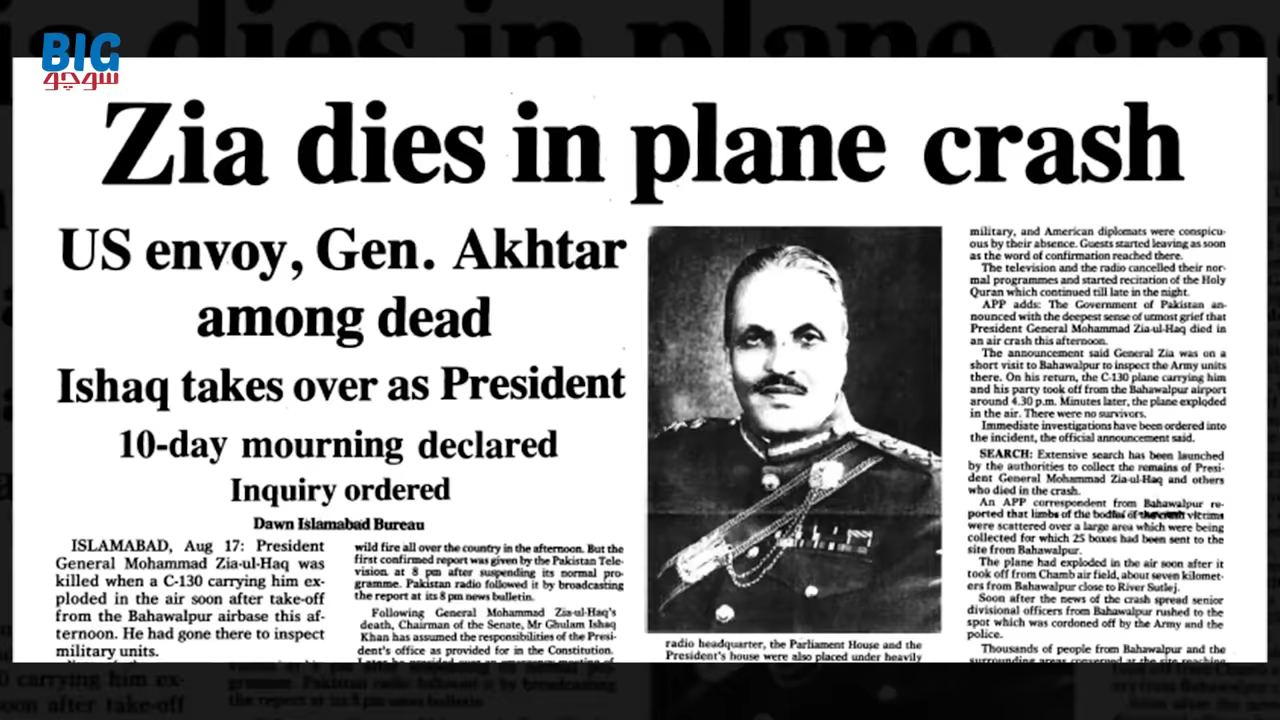 BIG
سوچو
Zia dies in plane crash
US envoy, Gen. Akhtar
among dead
Ishaq takes over as President
10-day mourning declared
Inquiry ordered
Dawn Islamabad Bureau
ISLAMABAD, Aug 17: President
General Mohammad Zia-ul-Haq was
killed when a C-130 carrying him ex-
ploded in the air soon after take-off
from the Bahawalpur airbase this af-
ternoon. He had gone there to inspect
military units.
wild fire all over the country in the afternoon. But the
first confirmed report was given by the Pakistan Tele-
vision at 8 pm after suspending its normal pro-
gramme. Pakistan radio followed it by broadcasting
the report at its 8 pm news bulletin.
Following General Mohammad Zia-ul-Haq's
death, Chairman of the Senate, Mr Ghulam Ishaq
Khan has assumed the responsibilities of the Presi-
dent's office as provided for in the Constitution.
radio headquarter, the Parliament House and the
President's house were also placed under heavily
military, and American diplomats were conspicu-
ous by their absence. Guests started leaving as soon
as the word of confirmation reached there.
The television and the radio cancelled their nor-
mal programmes and started recitation of the Holy
Quran which continued till late in the night.
APP adds: The Government of Pakistan an-
nounced with the deepest sense of utmost grief that
President General Mohammad Zia-ul-Haq died in
an air crash this afternoon.
The announcement said General Zia was on a
short visit to Bahawalpur to inspect the Army units
there. On his return, the C-130 plane carrying him
and his party took off from the Bahawalpur airport
around 4.30 p.m. Minutes later, the plane exploded
in the air. There were no survivors.
Immediate investigations have been ordered into
the incident, the official announcement said.
SEARCH: Extensive search has been launched
by the authorities to collect the remains of Presi-
dent General Mohammad Zia-ul-Haq and others
who died in the crash.
An APP correspondent from Bahawalpur re-
ported that limbs of the bodies of the victims
were scattered over a large area which were being
collected for which 25 boxes had been sent to the
site from Bahawalpur.
The plane had exploded in the air soon after it
took off from Chamb air field, about seven kilomet-
ers from Bahawalpur close to River Sutlej.
Soon after the news of the crash spread senior
divisional officers from Bahawalpur rushed to the
spot which was cordoned off by the Army and the
police.
Thousands of people from Bahawalpur and the
surrounding areas converged at the site reaching